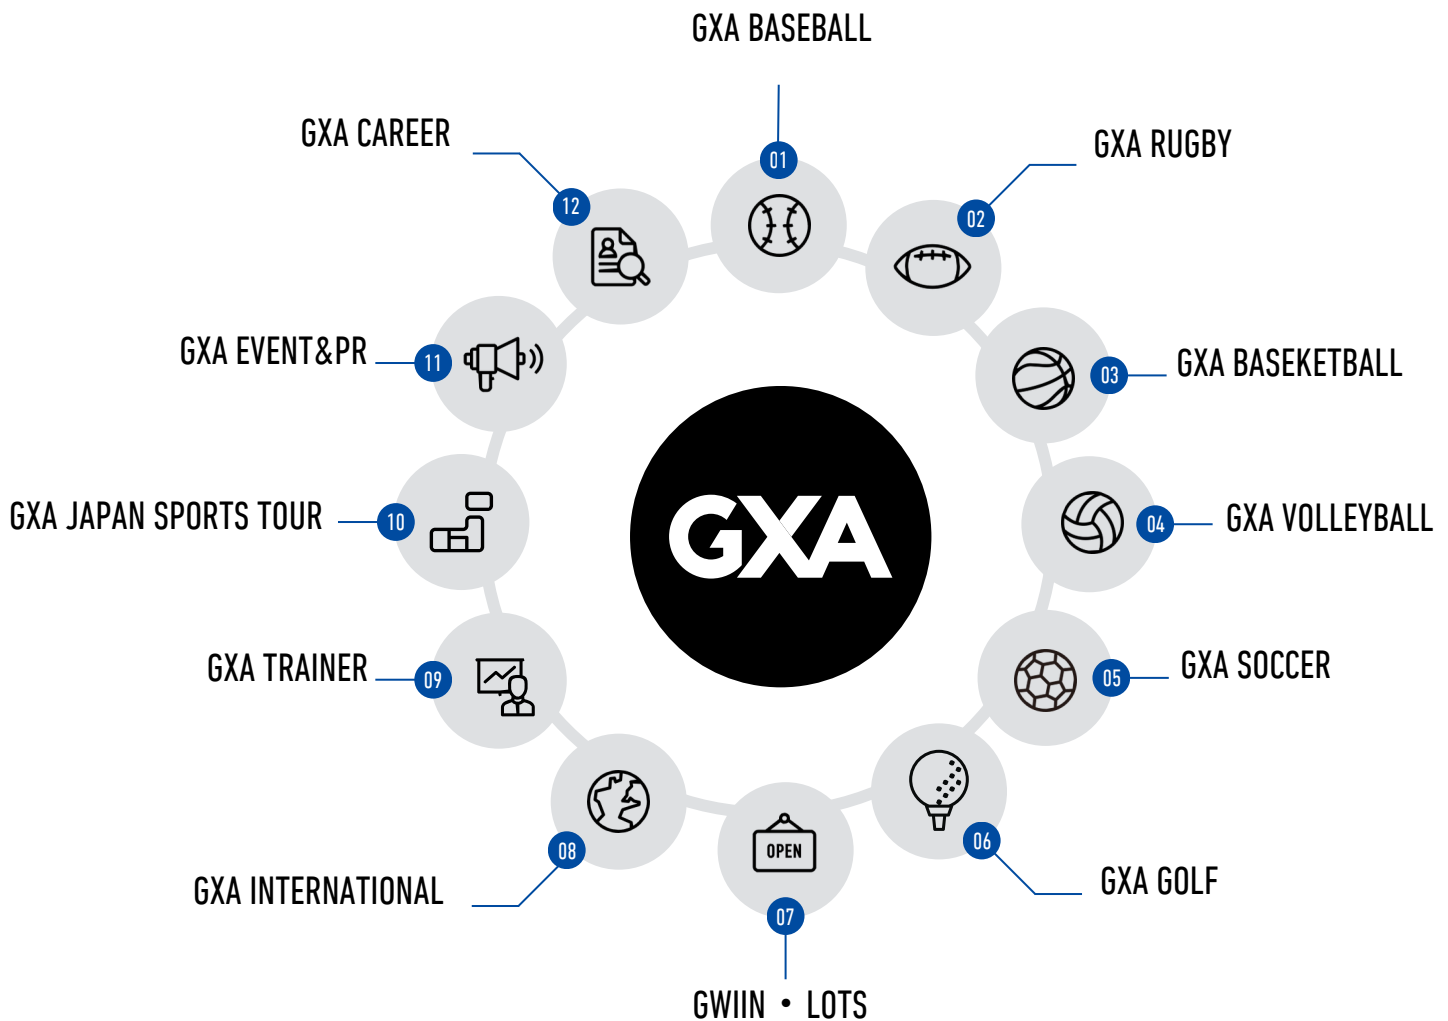 GXA BASEBALL
01
GXA RUGBY
02
GXA BASEKETBALL
03
GXA VOLLEYBALL
04
GXA SOCCER
05
GXA GOLF
06
OPEN
07
GWIIN • LOTS
08
GXA INTERNATIONAL
09
GXA TRAINER
10
GXA JAPAN SPORTS TOUR
11
GXA EVENT&PR
12
GXA CAREER
GXA